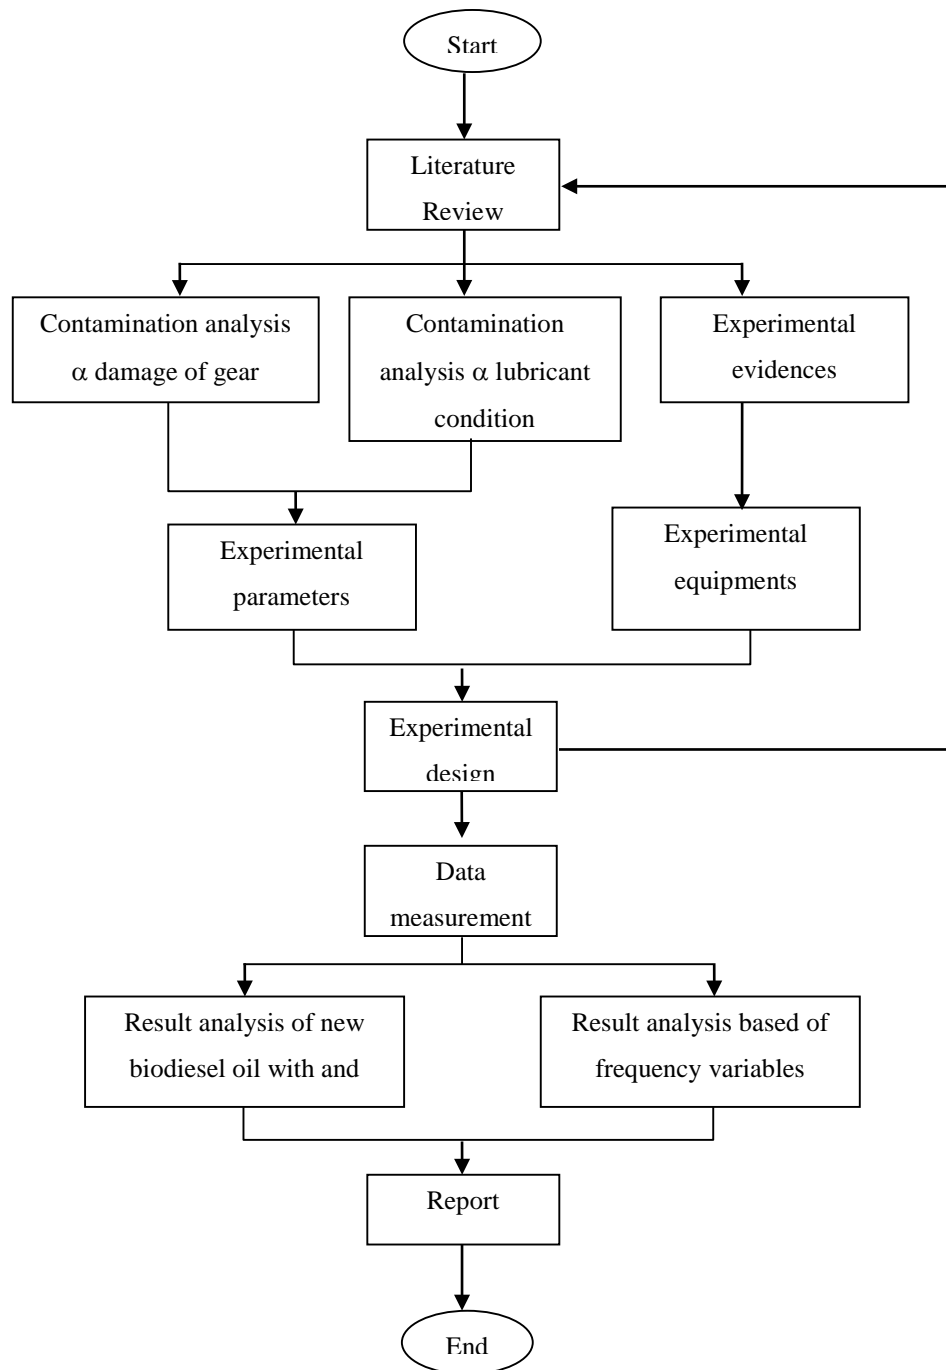 Start
Literature
Review
Contamination analysis
α damage of gear
Contamination
analysis α lubricant
condition
Experimental
evidences
Experimental
parameters
Experimental
equipments
Experimental
design
Data
measurement
Result analysis of new
biodiesel oil with and
Result analysis based of
frequency variables
Report
End